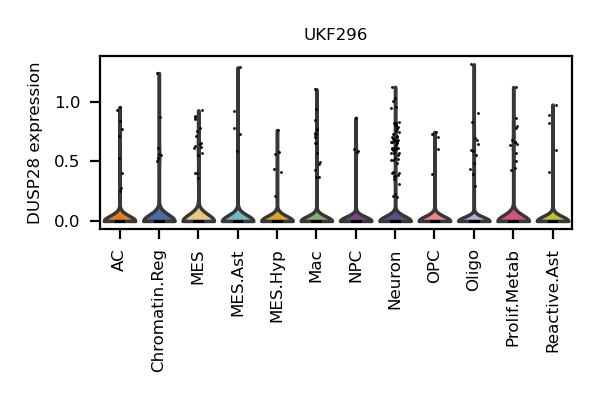 UKF296
DUSP28 expression
1.0
0.5
0.0
AC
Chromatin.Reg
MES
MES.Ast
MES.Hyp
Mac
NPC
Neuron
OPC
Oligo
Prolif.Metab
Reactive.Ast